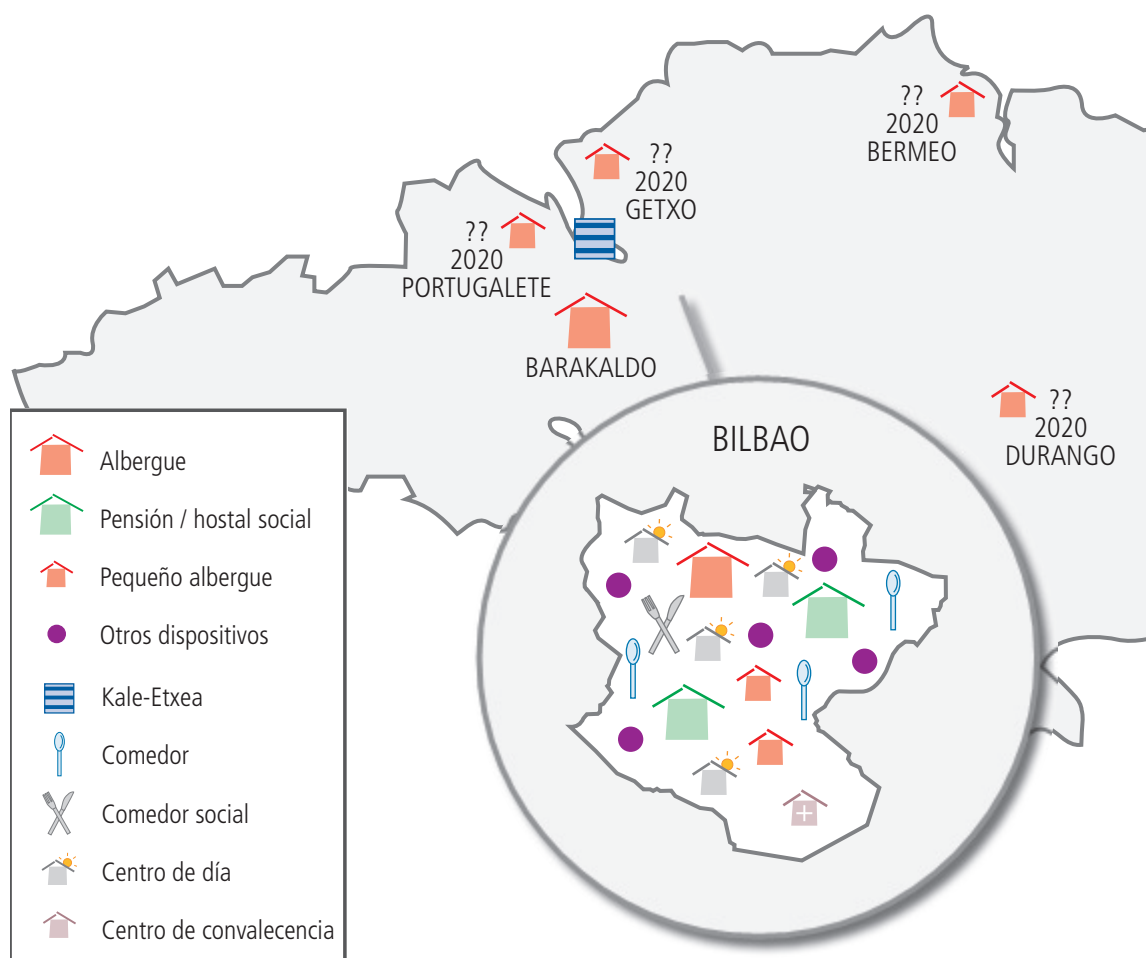 ??
2020
BERMEO
??
2020
GETXO
??
2020
PORTUGALETE
BARAKALDO
??
2020
DURANGO
BILBAO
Albergue
Pensión / hostal social
Pequeño albergue
Otros dispositivos
Kale-Etxea
Comedor
Comedor social
Centro de día
Centro de convalecencia